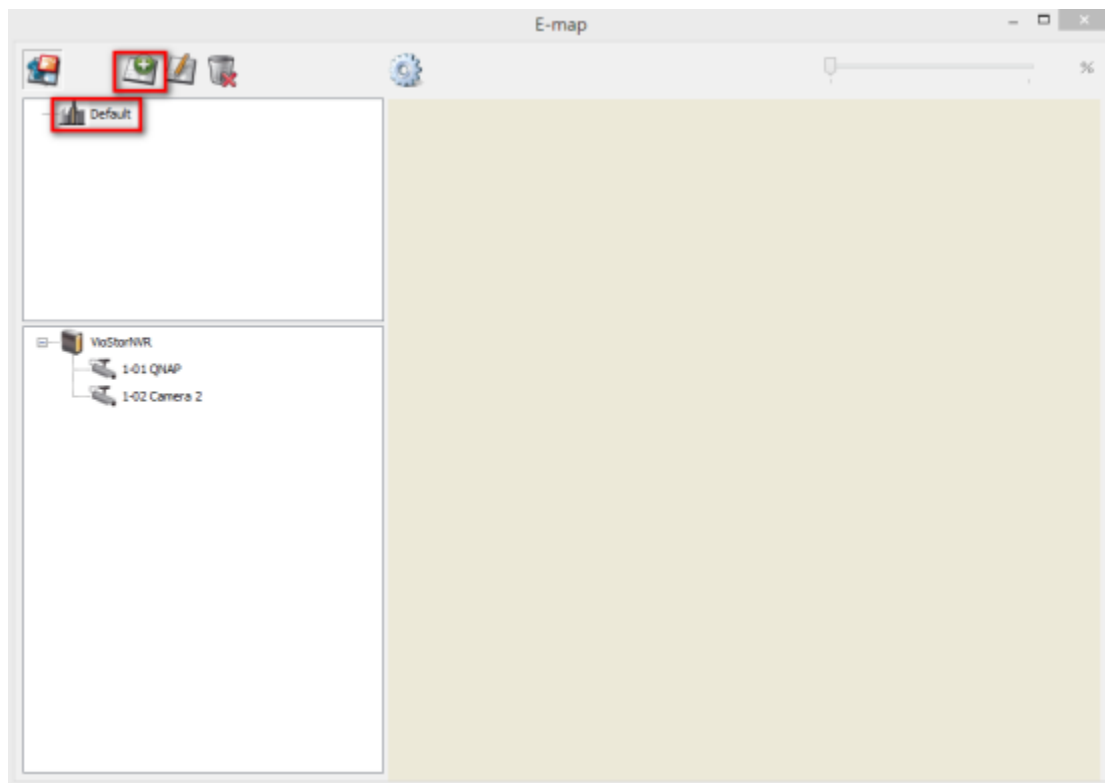 E-map
%
Default
VioStorNVR
1-01 QNAP
1-02 Camera 2